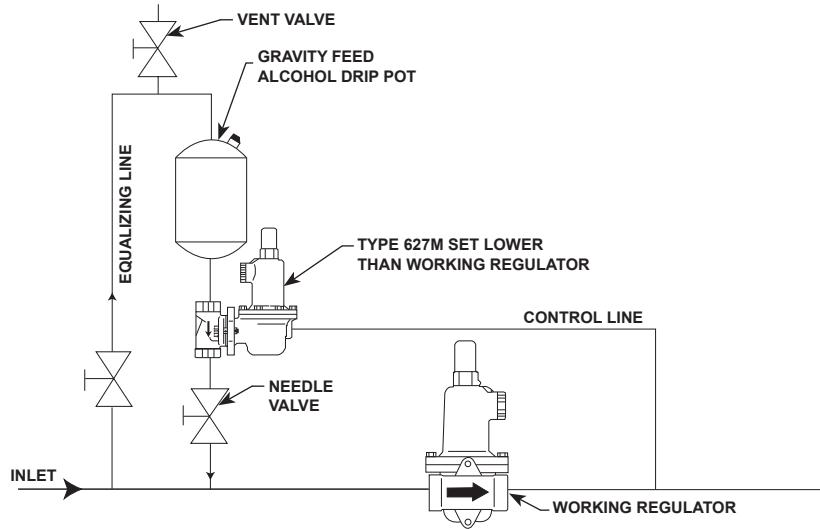 VENT VALVE
GRAVITY FEED
ALCOHOL DRIP POT
EQUALIZING LINE
TYPE 627M SET LOWER
THAN WORKING REGULATOR
CONTROL LINE
NEEDLE
VALVE
INLET
WORKING REGULATOR